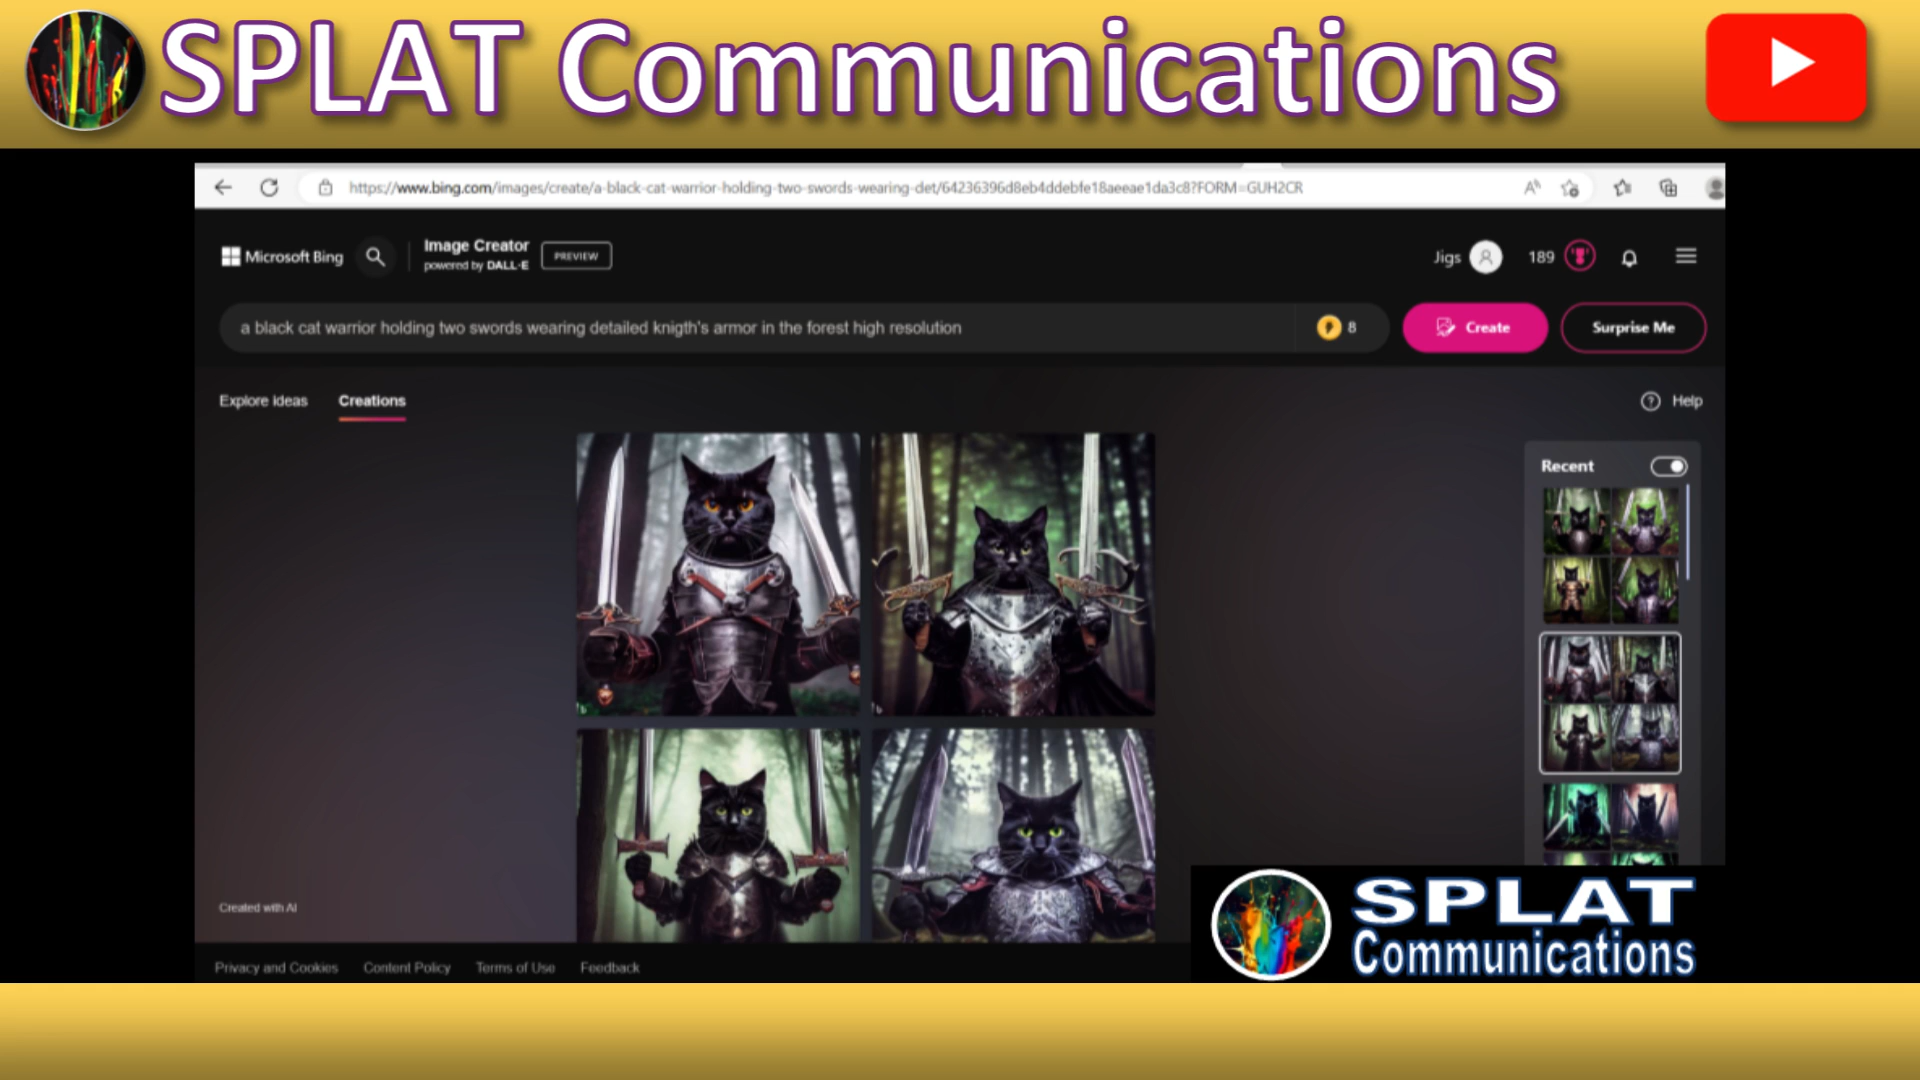 SPLAT Communications
https://www.bing.com/images/create/a-black-cat-warrior-holding-two-swords-wearing-det/64236396d8eb4ddebfe18aeeae1da3c8?FORM=GUH2CR
Microsoft Bing
Image Creator
powered by DALL·E
PREVIEW
Jigs
189
a black cat warrior holding two swords wearing detailed knigth's armor in the forest high resolution
8
Create
Surprise Me
Explore ideas
Creations
Help
Recent
Created with AI
SPLAT
Communications
Privacy and Cookies
Content Policy
Terms of Use
Feedback